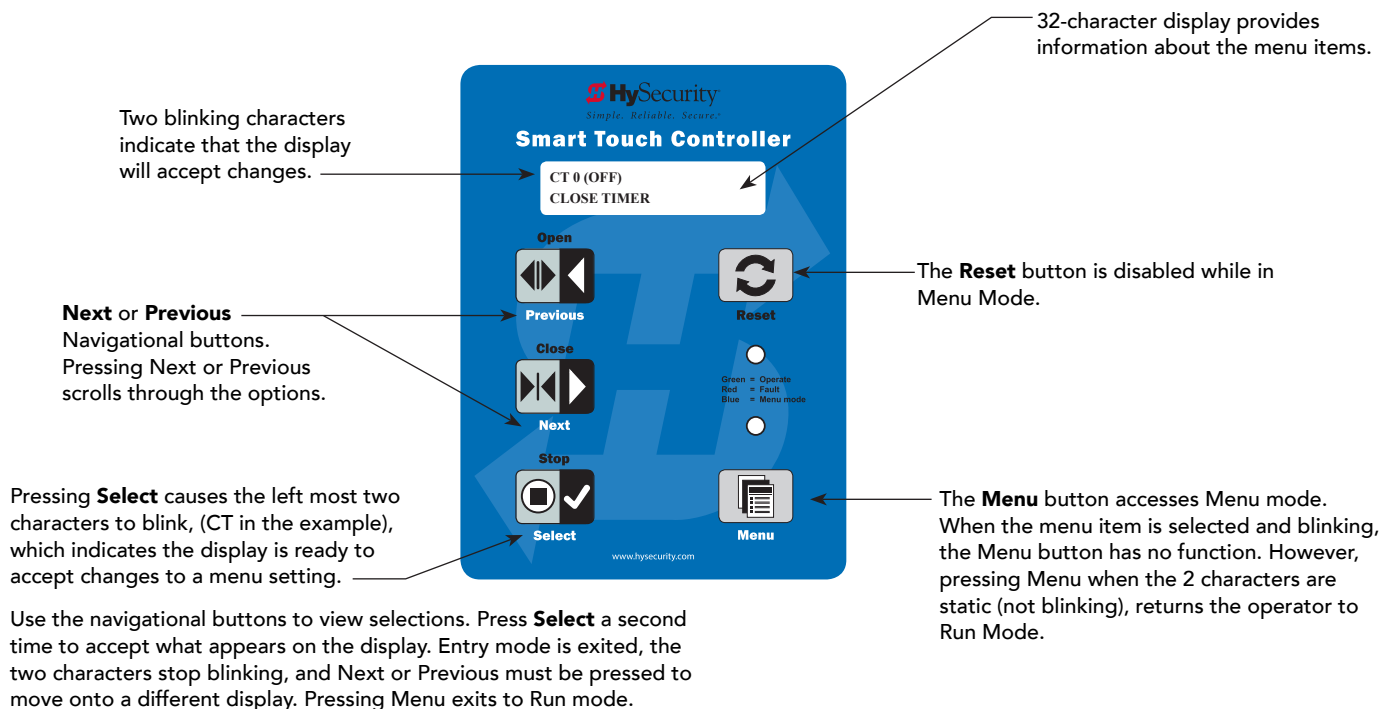 32-character display provides
information about the menu items.
HySecurity
Simple. Reliable. Secure.
Smart Touch Controller
Two blinking characters
indicate that the display
will accept changes.
CT 0 (OFF)
CLOSE TIMER
Open
Previous
Reset
The Reset button is disabled while in
Menu Mode.
Next or Previous
Navigational buttons.
Pressing Next or Previous
scrolls through the options.
Close
Next
Green = Operate
Red = Fault
Blue = Menu mode
Stop
Select
Menu
www.hysecurity.com
Pressing Select causes the left most two
characters to blink, (CT in the example),
which indicates the display is ready to
accept changes to a menu setting.
The Menu button accesses Menu mode.
When the menu item is selected and blinking,
the Menu button has no function. However,
pressing Menu when the 2 characters are
static (not blinking), returns the operator to
Run Mode.
Use the navigational buttons to view selections. Press Select a second
time to accept what appears on the display. Entry mode is exited, the
two characters stop blinking, and Next or Previous must be pressed to
move onto a different display. Pressing Menu exits to Run mode.